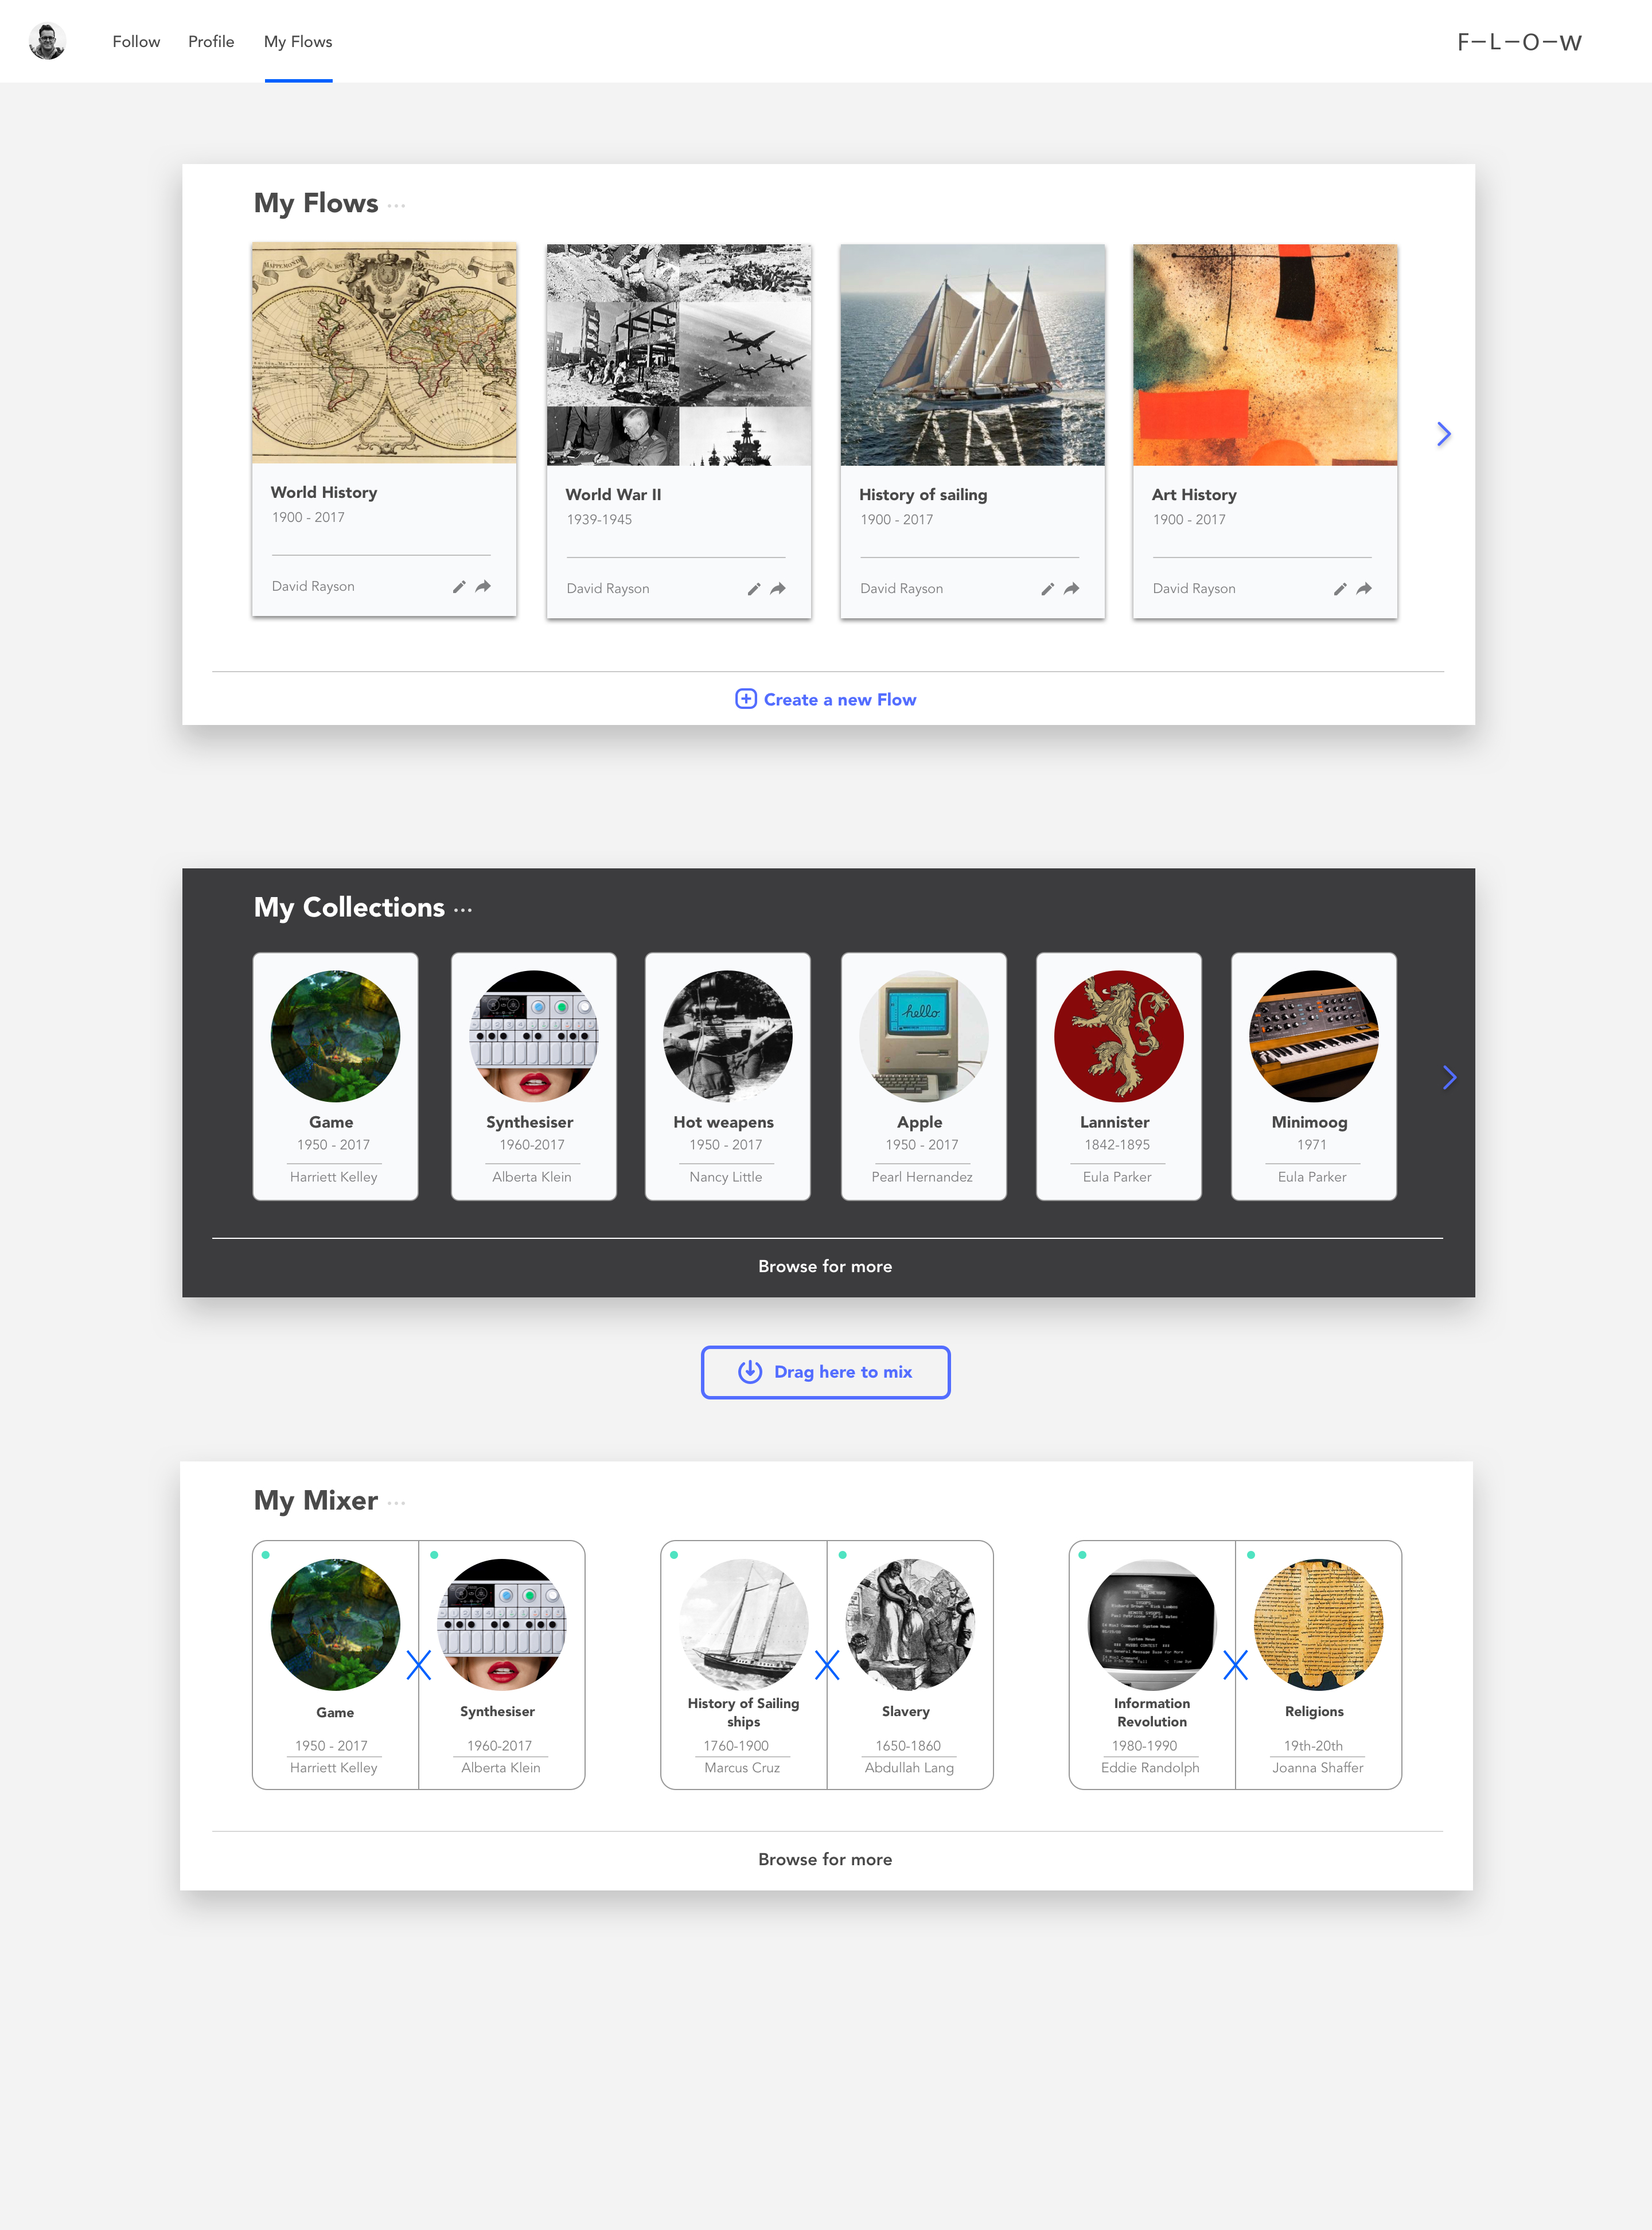 Follow Profile My Flows F–L–O–W
My Flows ...
World History
1900 - 2017
David Rayson
World War II
1939-1945
David Rayson
History of sailing
1900 - 2017
David Rayson
Art History
1900 - 2017
David Rayson
Create a new Flow
My Collections ...
hello.
Game
1950 - 2017
Harriett Kelley
Synthesiser
1960-2017
Alberta Klein
Hot weapens
1950 - 2017
Nancy Little
Apple
1950 - 2017
Pearl Hernandez
Lannister
1842-1895
Eula Parker
Minimoog
1971
Eula Parker
Browse for more
Drag here to mix
My Mixer ...
Game
1950 - 2017
Harriett Kelley
Synthesiser
1960-2017
Alberta Klein
History of Sailing
ships
1760-1900
Marcus Cruz
Slavery
1650-1860
Abdullah Lang
Information
Revolution
1980-1990
Eddie Randolph
Religions
19th-20th
Joanna Shaffer
Browse for more